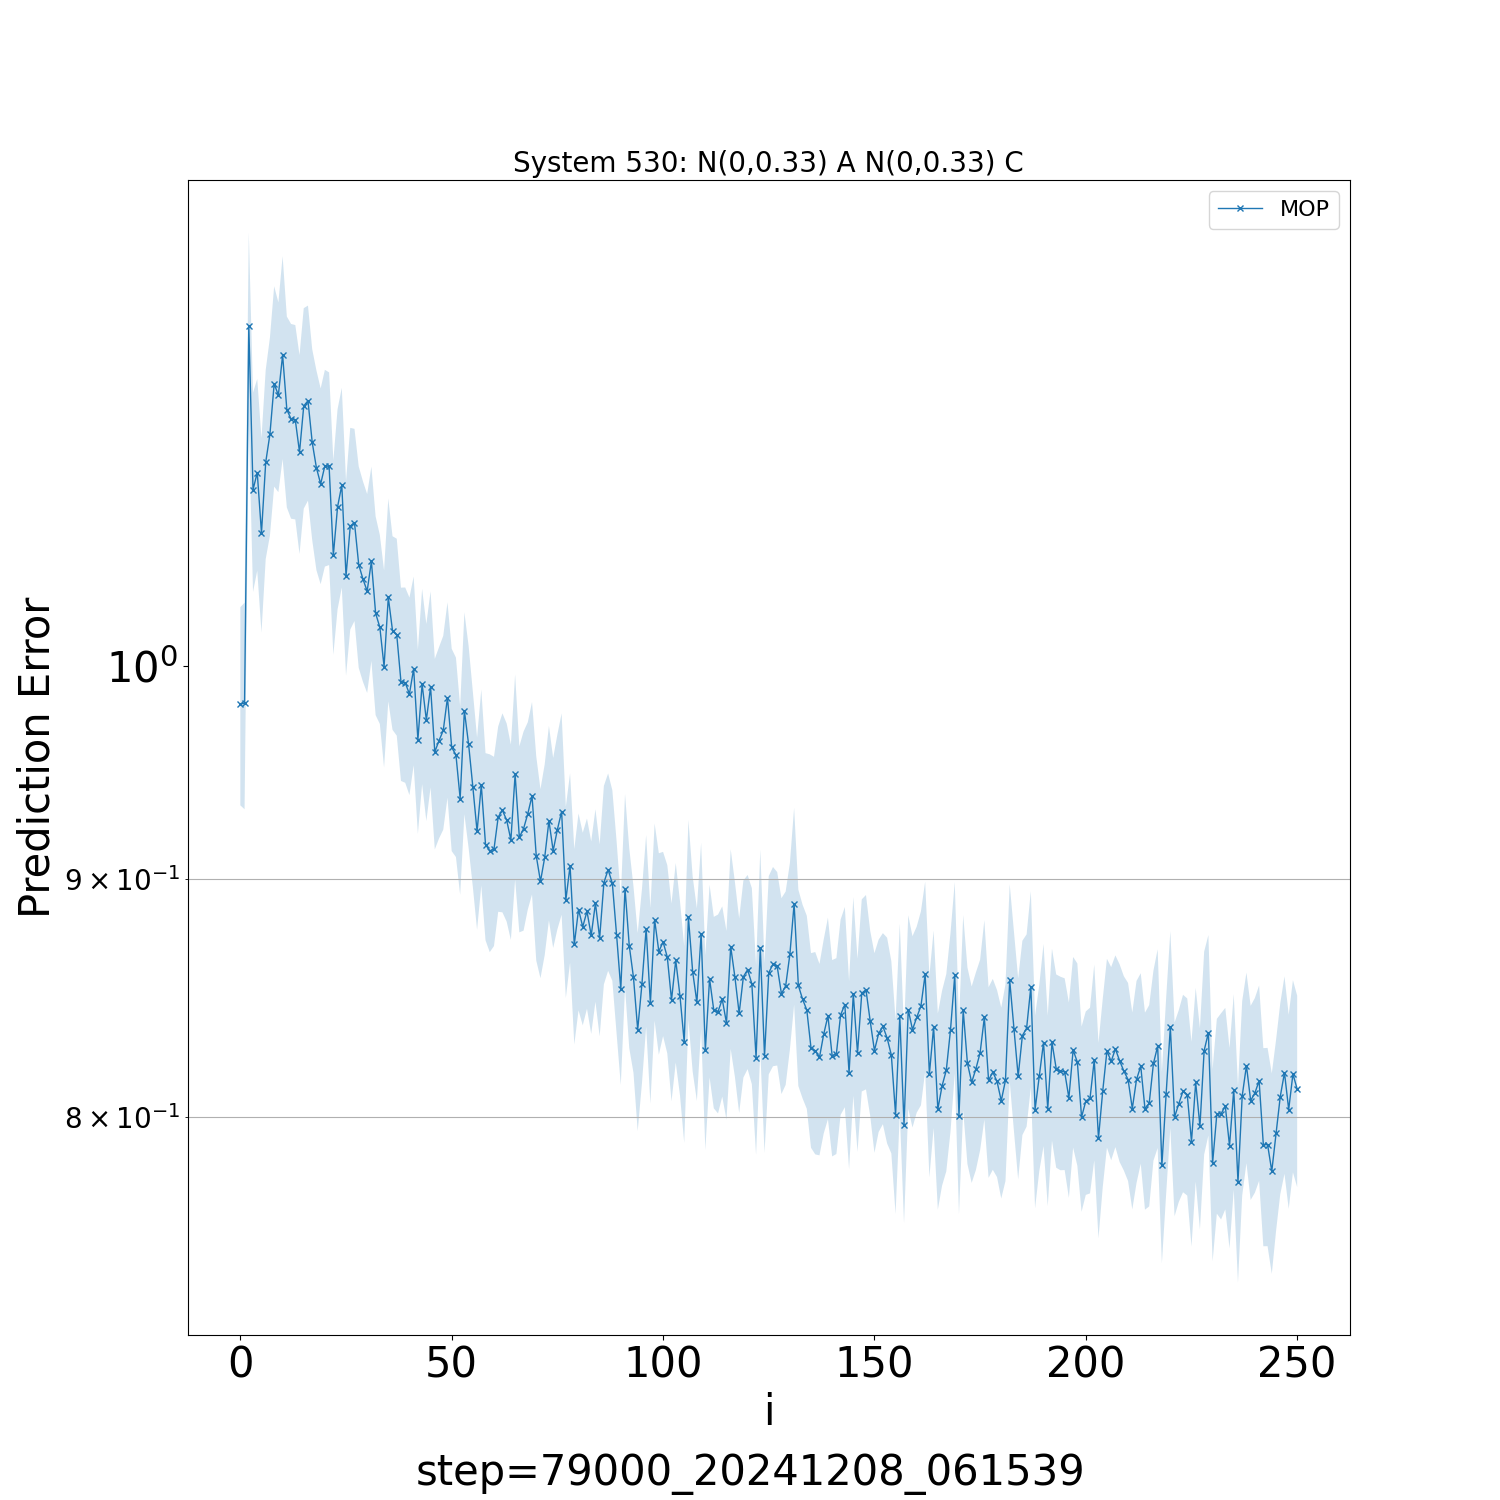 System 530: N(0,0.33) A N(0,0.33) C
MOP
Prediction Error
10⁰
9 × 10⁻¹
8 × 10⁻¹
0 50 100 150 200 250
i
step=79000_20241208_061539